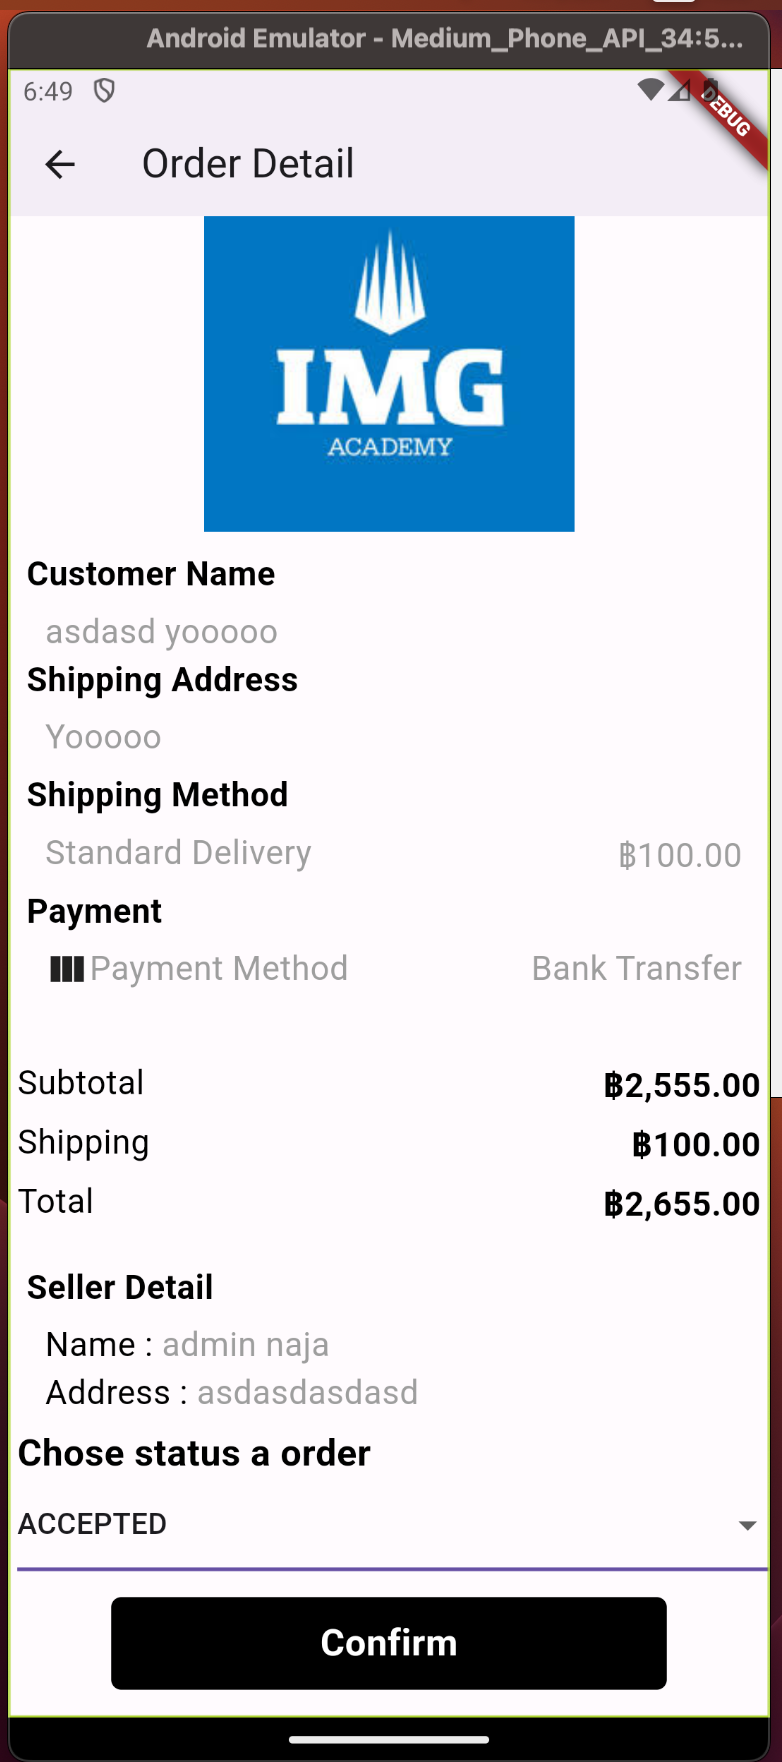 Android Emulator - Medium_Phone_API_34:5...
6:49
DEBUG
Order Detail
IMG
ACADEMY
Customer Name
asdasd yooooo
Shipping Address
Yooooo
Shipping Method
Standard Delivery ฿100.00
Payment
Payment Method Bank Transfer
Subtotal ฿2,555.00
Shipping ฿100.00
Total ฿2,655.00
Seller Detail
Name : admin naja
Address : asdasdasdasd
Chose status a order
ACCEPTED
Confirm